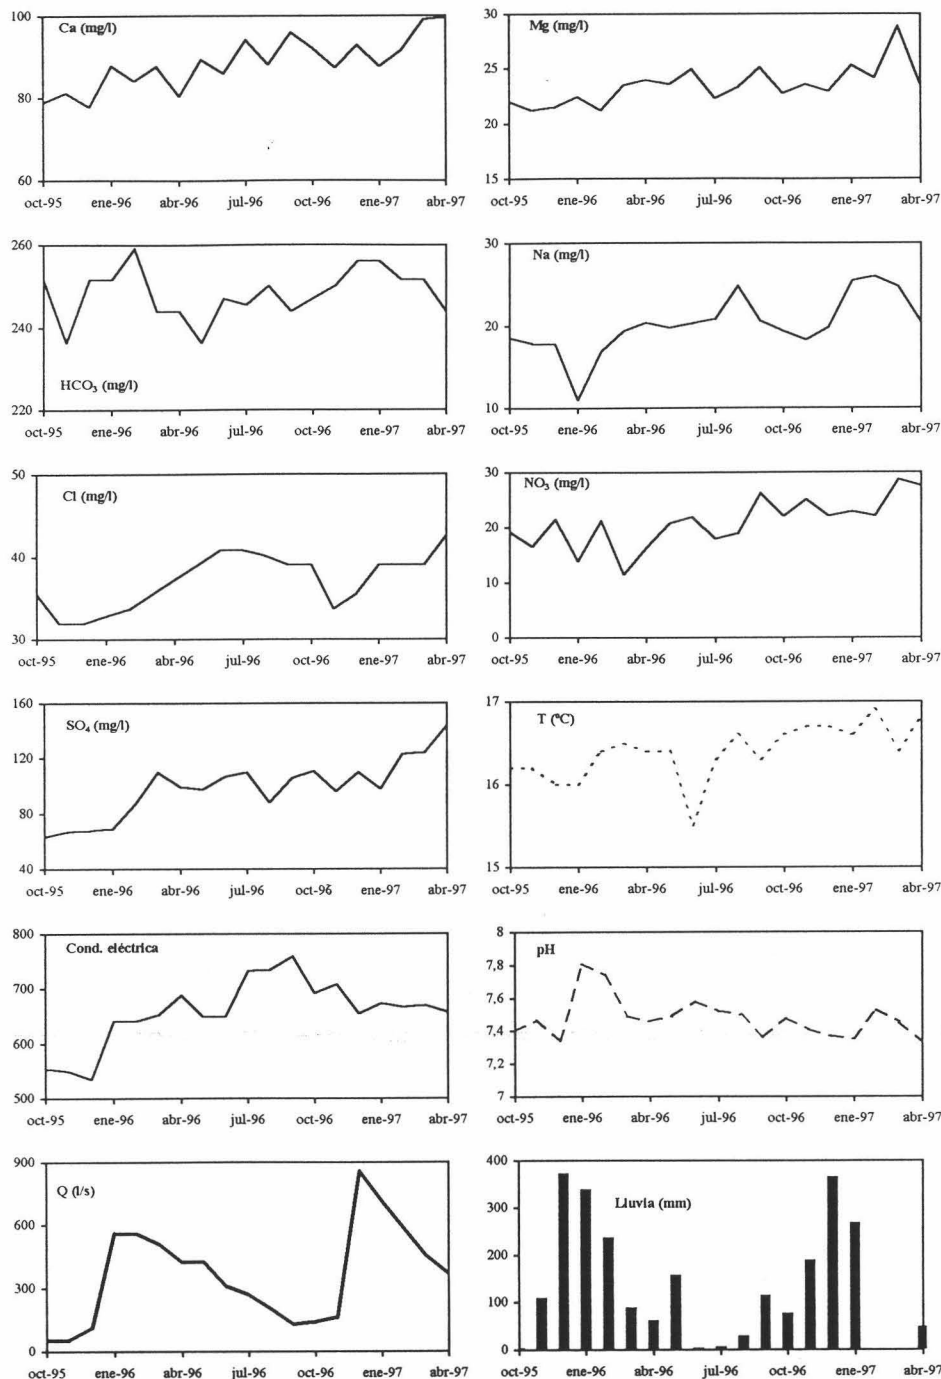 Ca (mg/l)
100
80
60
oct-95 ene-96 abr-96 jul-96 oct-96 ene-97 abr-97
Mg (mg/l)
30
25
20
15
oct-95 ene-96 abr-96 jul-96 oct-96 ene-97 abr-97
HCO₃ (mg/l)
260
240
220
oct-95 ene-96 abr-96 jul-96 oct-96 ene-97 abr-97
Na (mg/l)
30
20
10
oct-95 ene-96 abr-96 jul-96 oct-96 ene-97 abr-97
Cl (mg/l)
50
40
30
oct-95 ene-96 abr-96 jul-96 oct-96 ene-97 abr-97
NO₃ (mg/l)
30
20
10
0
oct-95 ene-96 abr-96 jul-96 oct-96 ene-97 abr-97
SO₄ (mg/l)
160
120
80
40
oct-95 ene-96 abr-96 jul-96 oct-96 ene-97 abr-97
T (ºC)
17
16
15
oct-95 ene-96 abr-96 jul-96 oct-96 ene-97 abr-97
Cond. eléctrica
800
700
600
500
oct-95 ene-96 abr-96 jul-96 oct-96 ene-97 abr-97
pH
8
7,8
7,6
7,4
7,2
7
oct-95 ene-96 abr-96 jul-96 oct-96 ene-97 abr-97
Q (l/s)
900
600
300
0
oct-95 ene-96 abr-96 jul-96 oct-96 ene-97 abr-97
Lluvia (mm)
400
300
200
100
0
oct-95 ene-96 abr-96 jul-96 oct-96 ene-97 abr-97